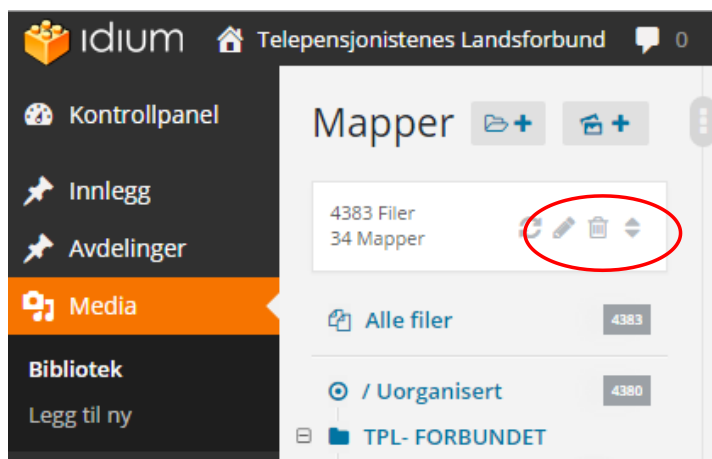 idium Telepensjonistenes Landsforbund 0
Kontrollpanel
Innlegg
Avdelinger
Media
Bibliotek
Legg til ny
Mapper
4383 Filer
34 Mapper
Alle filer 4383
/ Uorganisert 4380
TPL- FORBUNDET